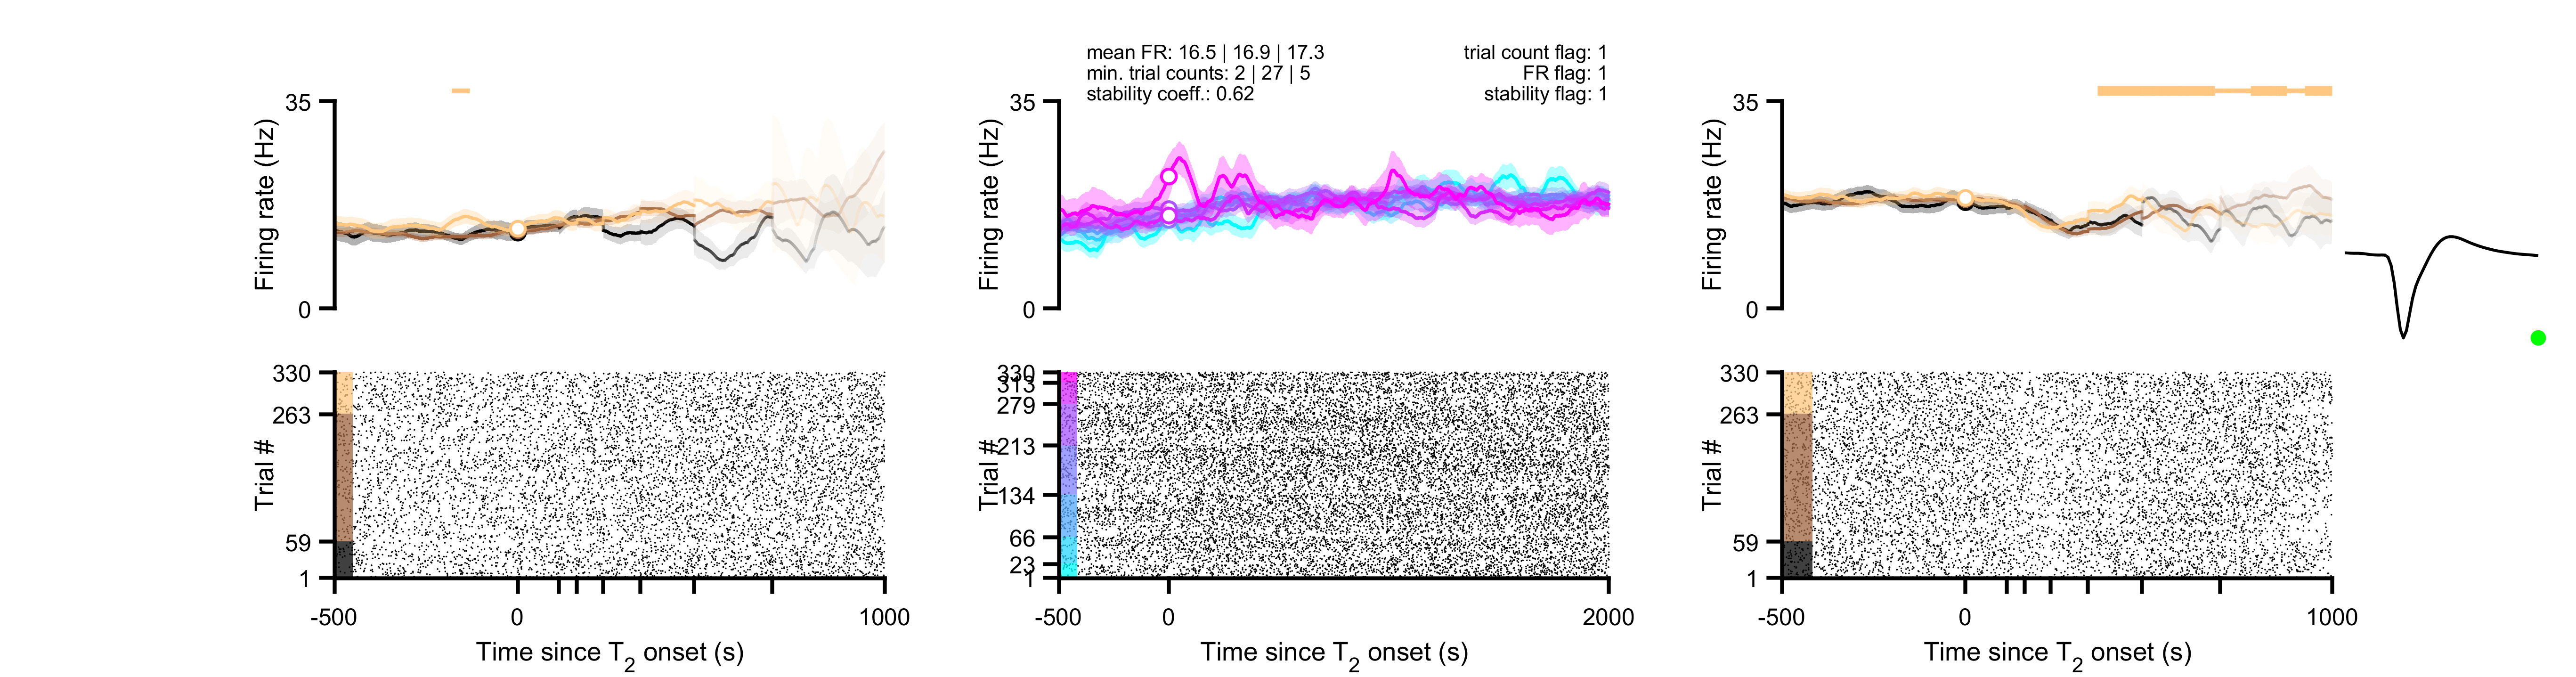 mean FR: 16.5 | 16.9 | 17.3
min. trial counts: 2 | 27 | 5
stability coeff.: 0.62
trial count flag: 1
FR flag: 1
stability flag: 1
35
Firing rate (Hz)
0
35
Firing rate (Hz)
0
35
Firing rate (Hz)
0
330
263
Trial #
59
1
-500
0
1000
Time since T2 onset (s)
330
313
279
213
Trial #
134
66
23
1
-500
0
2000
Time since T2 onset (s)
330
263
Trial #
59
1
-500
0
1000
Time since T2 onset (s)